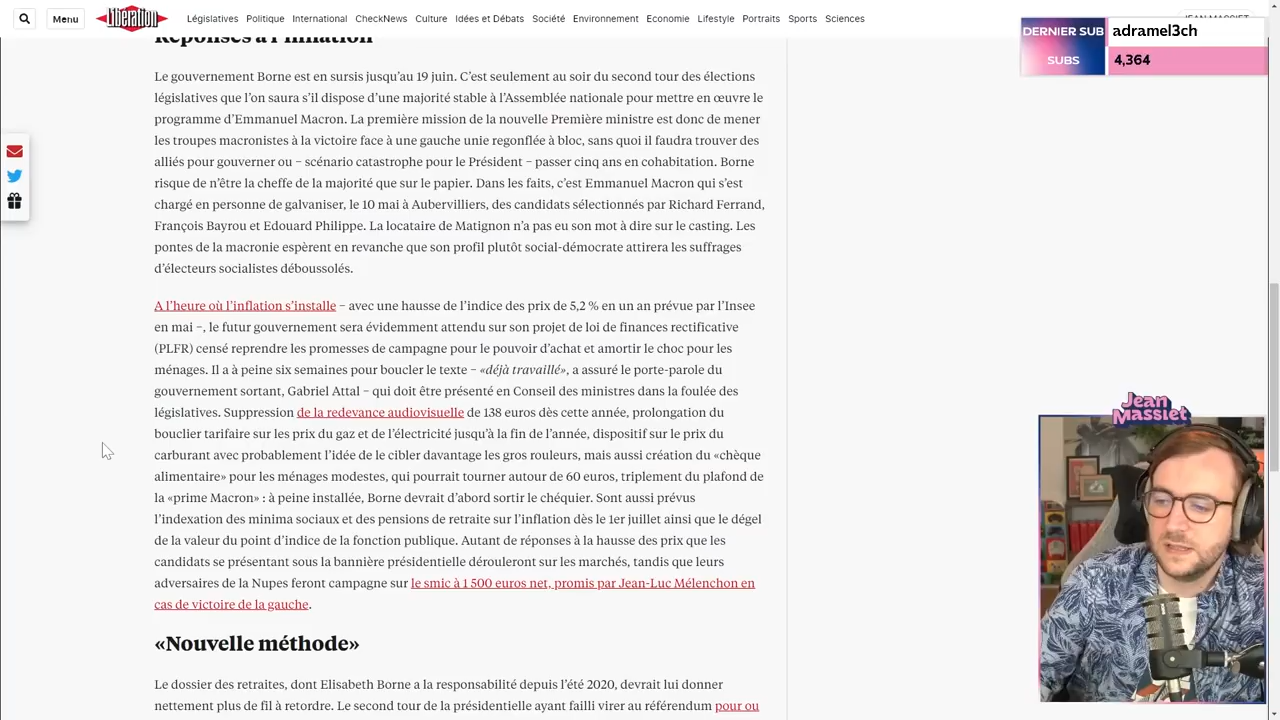 Menu
Libération
Législatives Politique International CheckNews Culture Idées et Débats Société Environnement Economie Lifestyle Portraits Sports Sciences
JEAN MASSIET
DERNIER SUB
adramel3ch
SUBS
4,364
Réponses à l'inflation
Le gouvernement Borne est en sursis jusqu’au 19 juin. C’est seulement au soir du second tour des élections
législatives que l’on saura s’il dispose d’une majorité stable à l’Assemblée nationale pour mettre en œuvre le
programme d’Emmanuel Macron. La première mission de la nouvelle Première ministre est donc de mener
les troupes macronistes à la victoire face à une gauche unie regonflée à bloc, sans quoi il faudra trouver des
alliés pour gouverner ou – scénario catastrophe pour le Président – passer cinq ans en cohabitation. Borne
risque de n’être la cheffe de la majorité que sur le papier. Dans les faits, c’est Emmanuel Macron qui s’est
chargé en personne de galvaniser, le 10 mai à Aubervilliers, des candidats sélectionnés par Richard Ferrand,
François Bayrou et Edouard Philippe. La locataire de Matignon n’a pas eu son mot à dire sur le casting. Les
pontes de la macronie espèrent en revanche que son profil plutôt social-démocrate attirera les suffrages
d’électeurs socialistes déboussolés.
A l’heure où l’inflation s’installe – avec une hausse de l’indice des prix de 5,2 % en un an prévue par l’Insee
en mai –, le futur gouvernement sera évidemment attendu sur son projet de loi de finances rectificative
(PLFR) censé reprendre les promesses de campagne pour le pouvoir d’achat et amortir le choc pour les
ménages. Il a à peine six semaines pour boucler le texte – «déjà travaillé», a assuré le porte-parole du
gouvernement sortant, Gabriel Attal – qui doit être présenté en Conseil des ministres dans la foulée des
législatives. Suppression de la redevance audiovisuelle de 138 euros dès cette année, prolongation du
bouclier tarifaire sur les prix du gaz et de l’électricité jusqu’à la fin de l’année, dispositif sur le prix du
carburant avec probablement l’idée de le cibler davantage les gros rouleurs, mais aussi création du «chèque
alimentaire» pour les ménages modestes, qui pourrait tourner autour de 60 euros, triplement du plafond de
la «prime Macron» : à peine installée, Borne devrait d’abord sortir le chéquier. Sont aussi prévus
l’indexation des minima sociaux et des pensions de retraite sur l’inflation dès le 1er juillet ainsi que le dégel
de la valeur du point d’indice de la fonction publique. Autant de réponses à la hausse des prix que les
candidats se présentant sous la bannière présidentielle dérouleront sur les marchés, tandis que leurs
adversaires de la Nupes feront campagne sur le smic à 1 500 euros net, promis par Jean-Luc Mélenchon en
cas de victoire de la gauche.
«Nouvelle méthode»
Le dossier des retraites, dont Elisabeth Borne a la responsabilité depuis l’été 2020, devrait lui donner
nettement plus de fil à retordre. Le second tour de la présidentielle ayant failli virer au référendum pour ou
Jean
Massiet